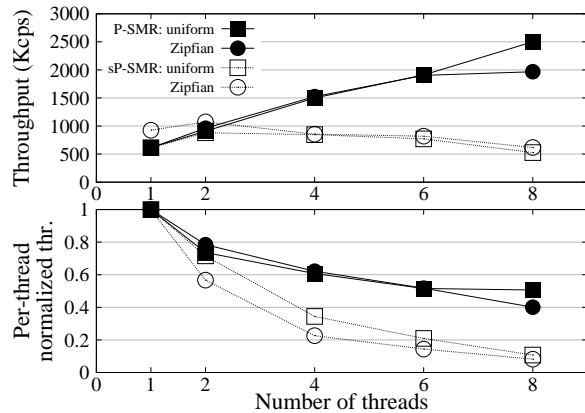 Throughput (Kcps)
3000
2500
2000
1500
1000
500
0
P-SMR: uniform
Zipfian
sP-SMR: uniform
Zipfian
0 1 2 4 6 8
Per-thread
normalized thr.
1
0.8
0.6
0.4
0.2
0
0 1 2 4 6 8
Number of threads